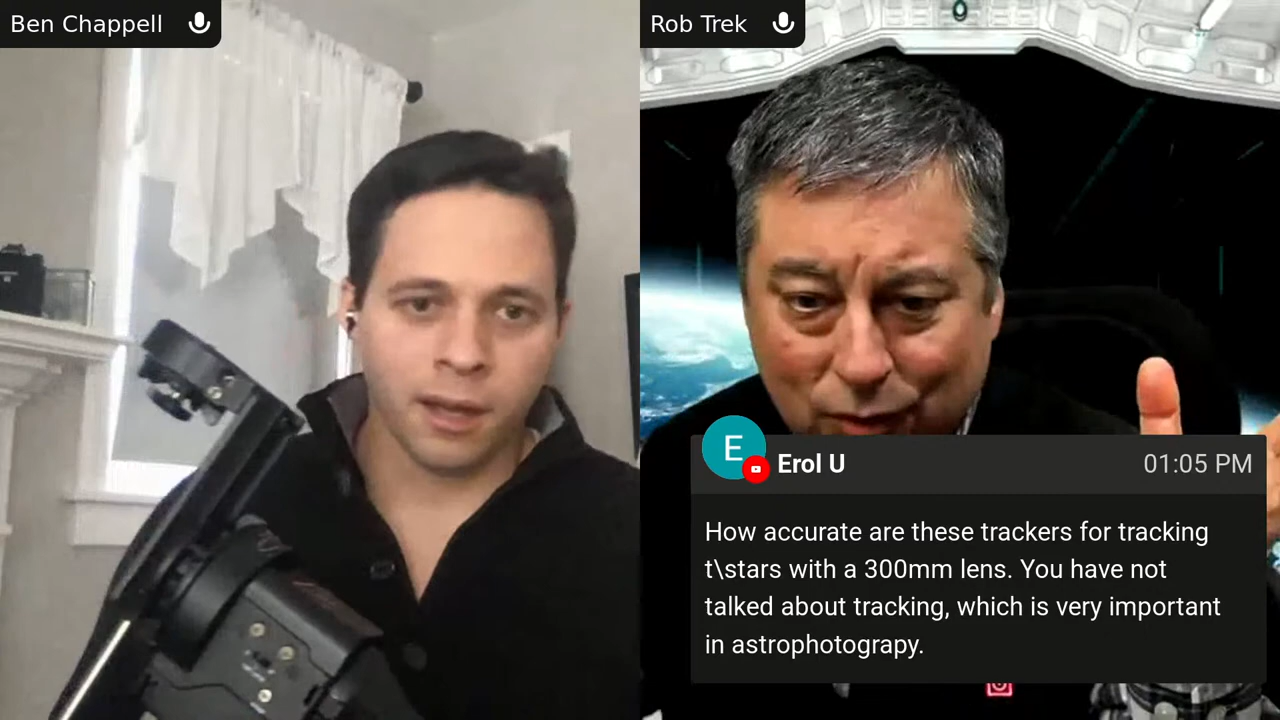 Ben Chappell
Rob Trek
E
Erol U
01:05 PM
How accurate are these trackers for tracking
t\stars with a 300mm lens. You have not
talked about tracking, which is very important
in astrophotograpy.